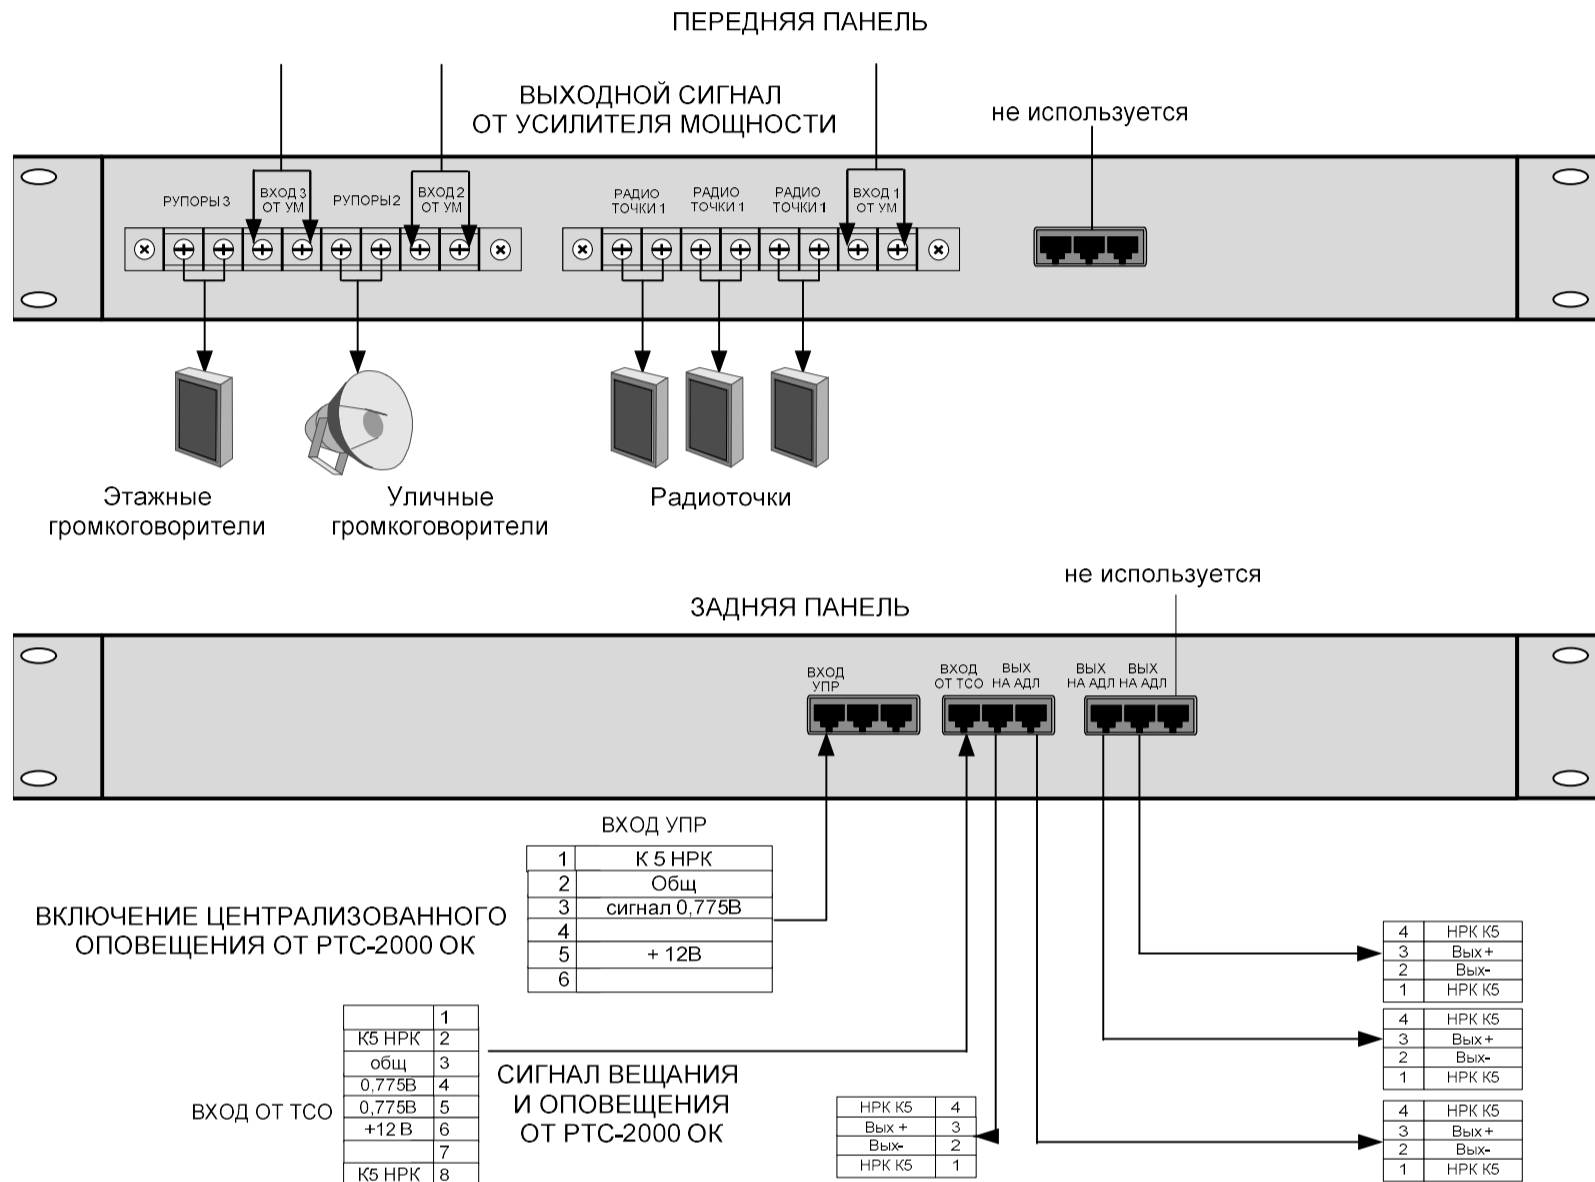 ПЕРЕДНЯЯ ПАНЕЛЬ
ВЫХОДНОЙ СИГНАЛ
ОТ УСИЛИТЕЛЯ МОЩНОСТИ
не используется
РУПОРЫ 3
ВХОД 3
ОТ УМ
РУПОРЫ 2
ВХОД 2
ОТ УМ
РАДИО
ТОЧКИ 1
РАДИО
ТОЧКИ 1
РАДИО
ТОЧКИ 1
ВХОД 1
ОТ УМ
Этажные
громкоговорители
Уличные
громкоговорители
Радиоточки
не используется
ЗАДНЯЯ ПАНЕЛЬ
ВХОД
УПР
ВХОД
ОТ ТСО
ВЫХ
НА АДЛ
ВЫХ
НА АДЛ
ВЫХ
НА АДЛ
ВХОД УПР
1 К 5 НРК
2 Общ
3 сигнал 0,775В
4
5 + 12В
6
ВКЛЮЧЕНИЕ ЦЕНТРАЛИЗОВАННОГО
ОПОВЕЩЕНИЯ ОТ РТС-2000 ОК
ВХОД ОТ ТСО
1
К5 НРК 2
общ 3
0,775В 4
0,775В 5
+12 В 6
7
К5 НРК 8
СИГНАЛ ВЕЩАНИЯ
И ОПОВЕЩЕНИЯ
ОТ РТС-2000 ОК
НРК К5 4
Вых + 3
Вых- 2
НРК К5 1
4 НРК К5
3 Вых +
2 Вых-
1 НРК К5
4 НРК К5
3 Вых +
2 Вых-
1 НРК К5
4 НРК К5
3 Вых +
2 Вых-
1 НРК К5